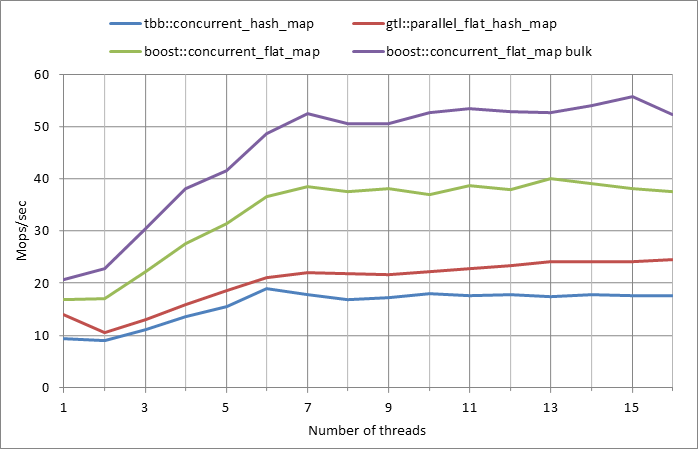 tbb::concurrent_hash_map gtl::parallel_flat_hash_map
boost::concurrent_flat_map boost::concurrent_flat_map bulk
60
50
40
30
20
10
0
Mops/sec
1 3 5 7 9 11 13 15
Number of threads